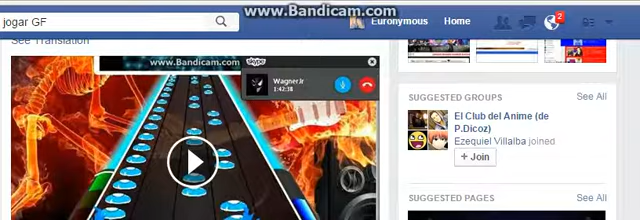 www.Bandicam.com
jogar GF
Euronymous Home 2
See Translation
www.Bandicam.com
skype
WagnerJr
1:42:38
SUGGESTED GROUPS See All
El Club del Anime (de
P.Dicoz)
Ezequiel Villalba joined
+ Join
SUGGESTED PAGES See All